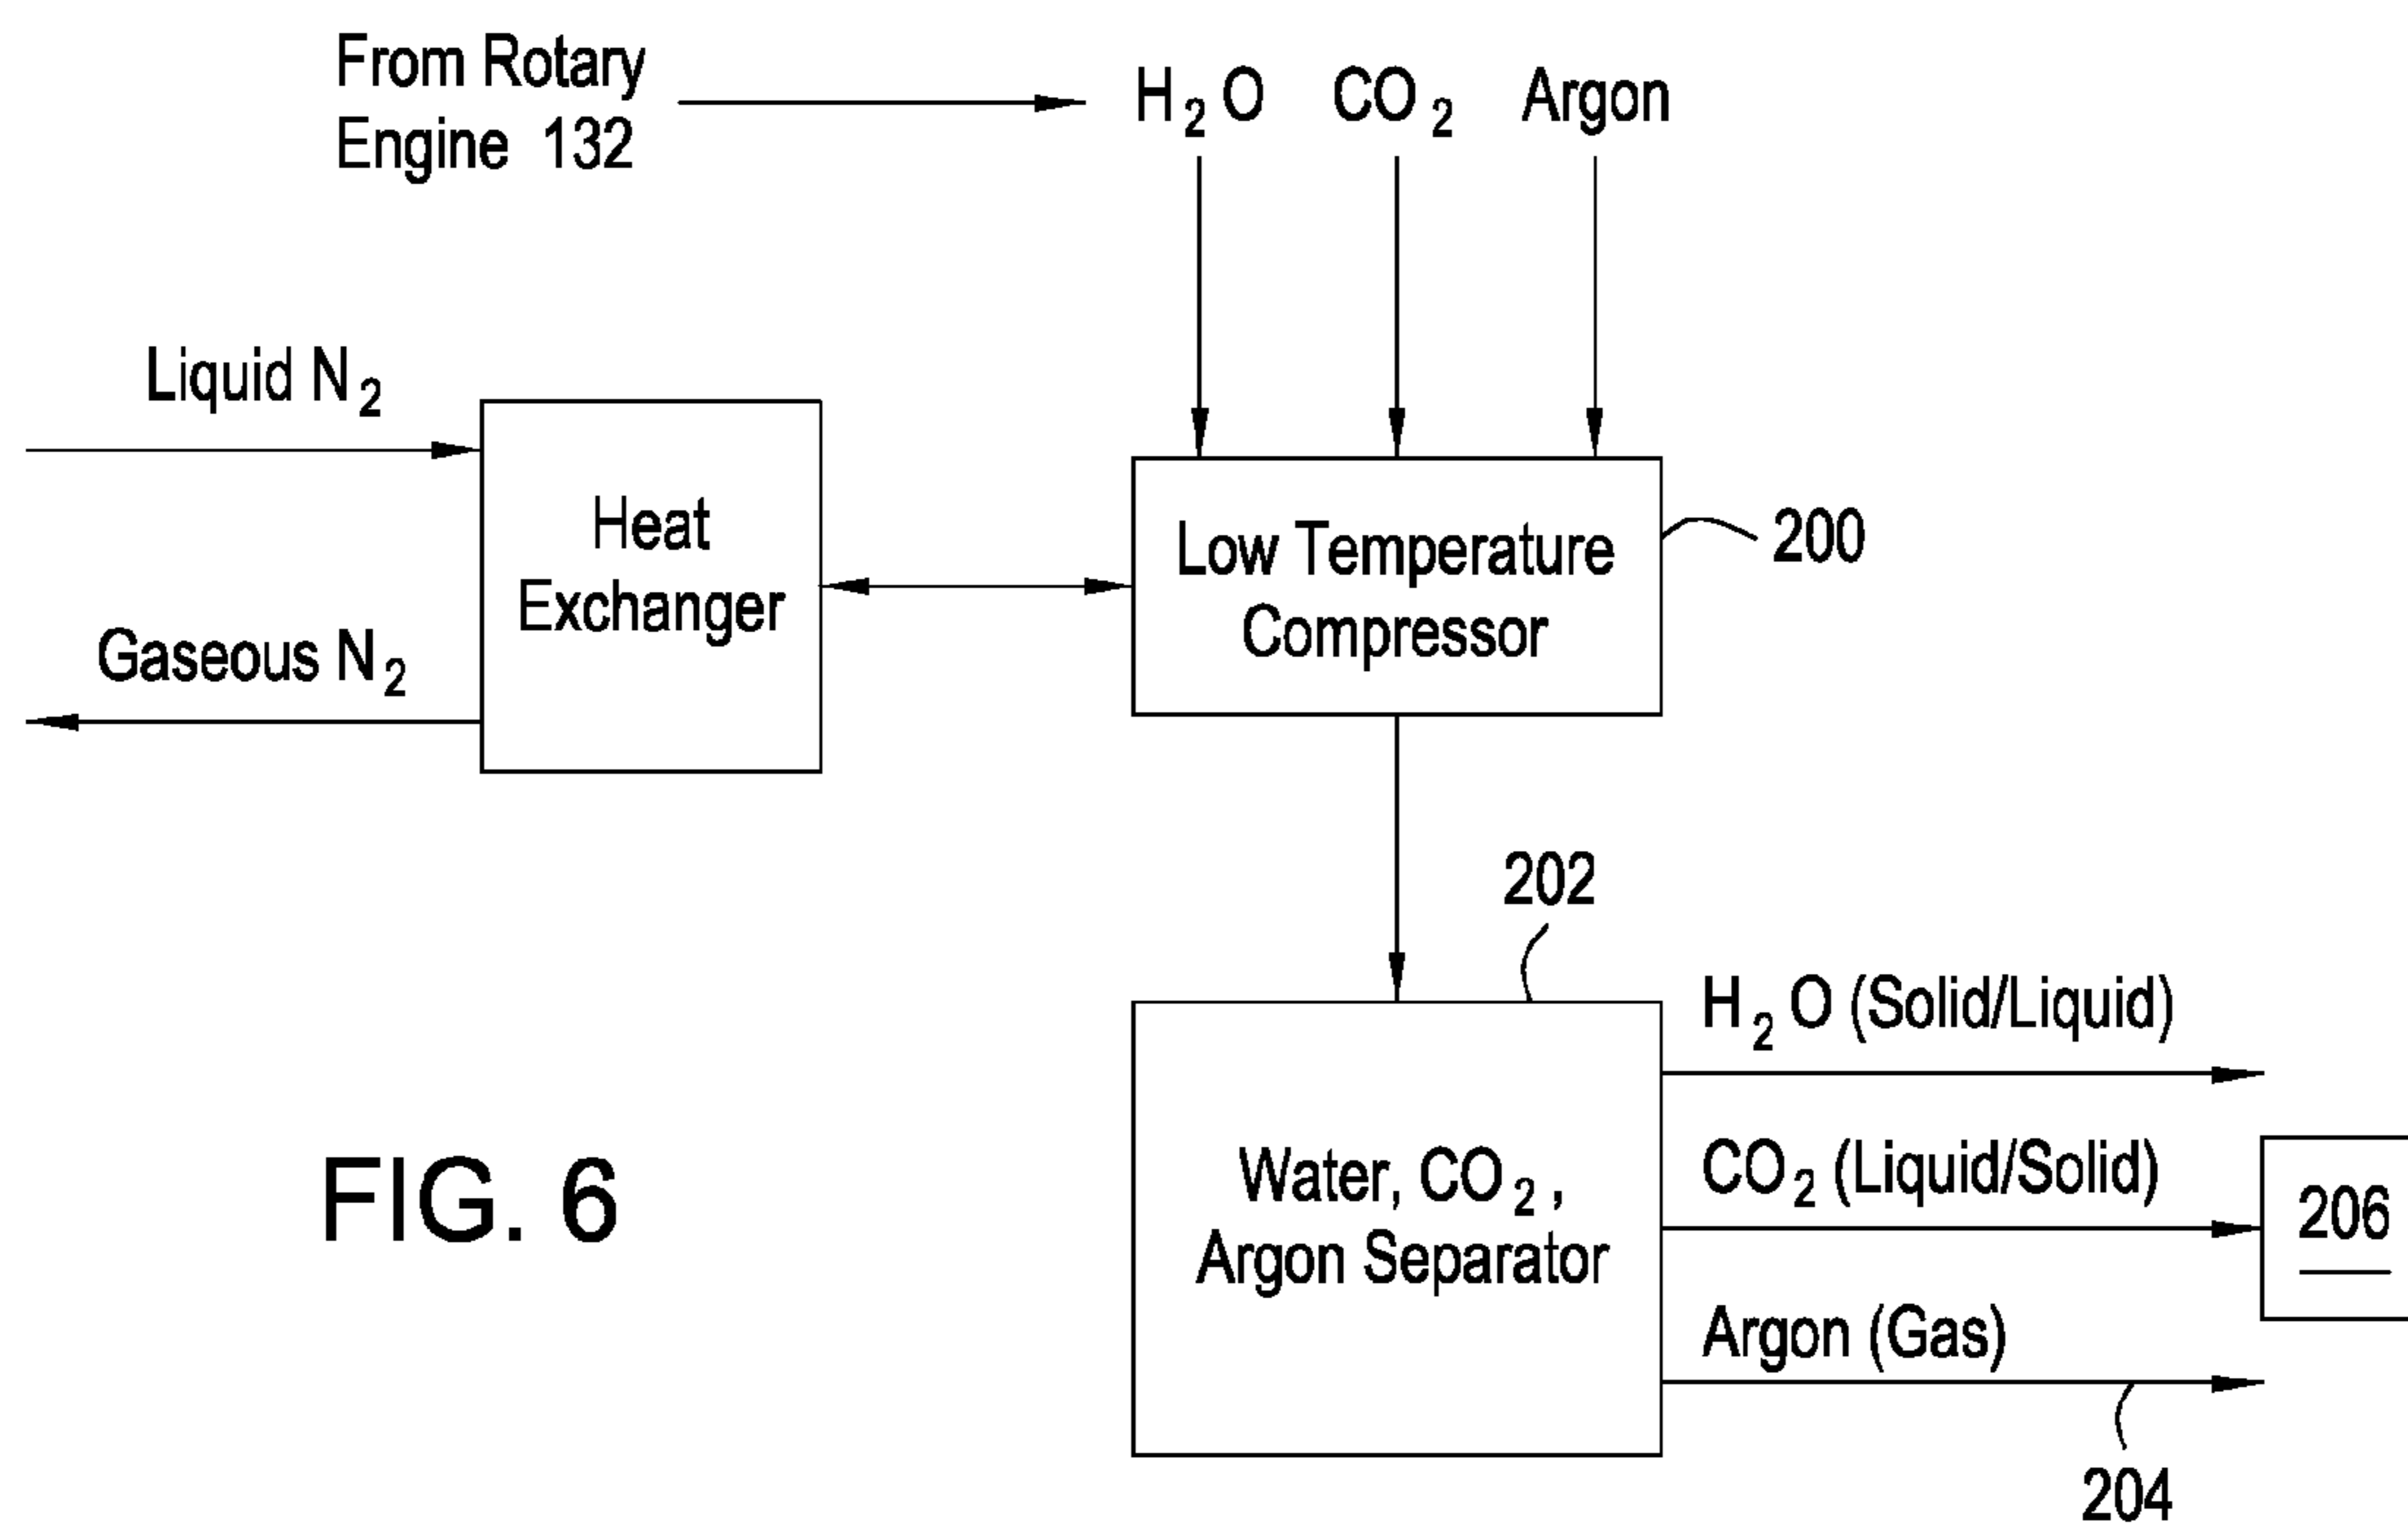 From Rotary
Engine 132
H₂O CO₂ Argon
Liquid N₂
Gaseous N₂
Heat
Exchanger
Low Temperature
Compressor
200
202
Water, CO₂,
Argon Separator
H₂O (Solid/Liquid)
CO₂ (Liquid/Solid)
Argon (Gas)
206
204
FIG. 6